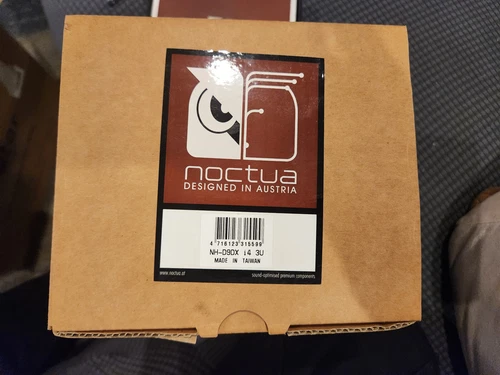 noctua
DESIGNED IN AUSTRIA
4 716123 315599
NH-D9DX i4 3U
MADE IN TAIWAN
www.noctua.at
sound-optimised premium components